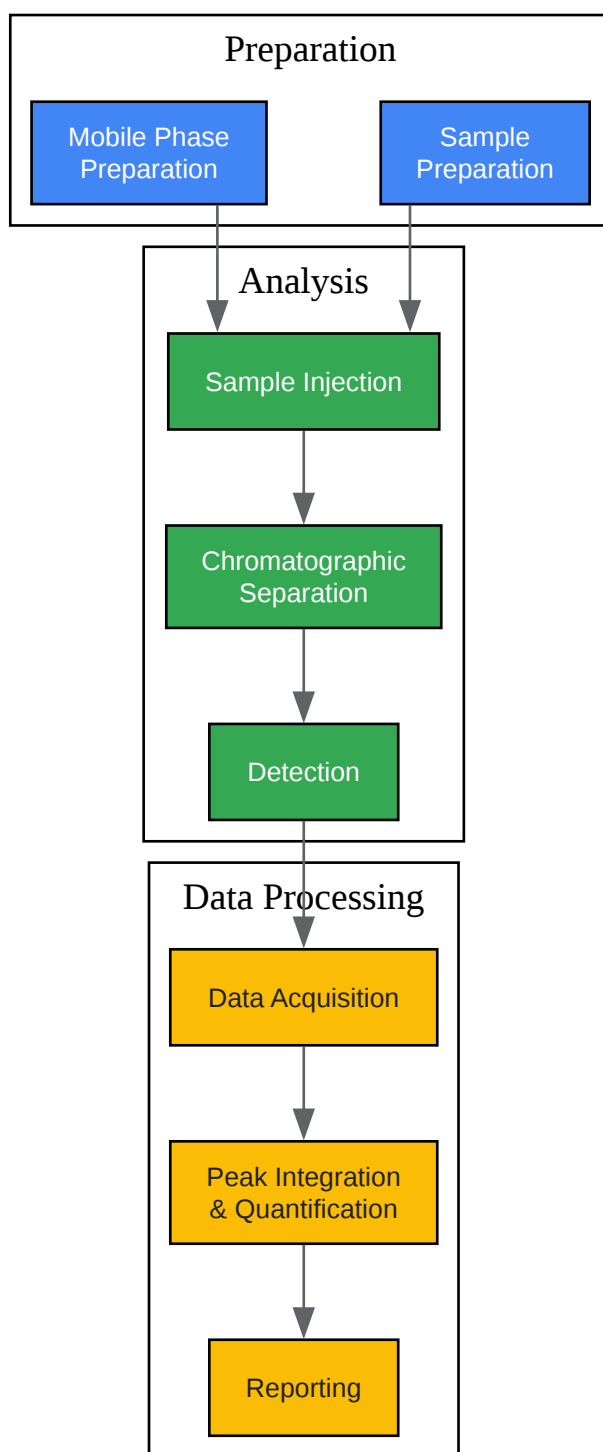 Preparation
Mobile Phase
Preparation
Sample
Preparation
Analysis
Sample Injection
Chromatographic
Separation
Detection
Data Processing
Data Acquisition
Peak Integration
& Quantification
Reporting